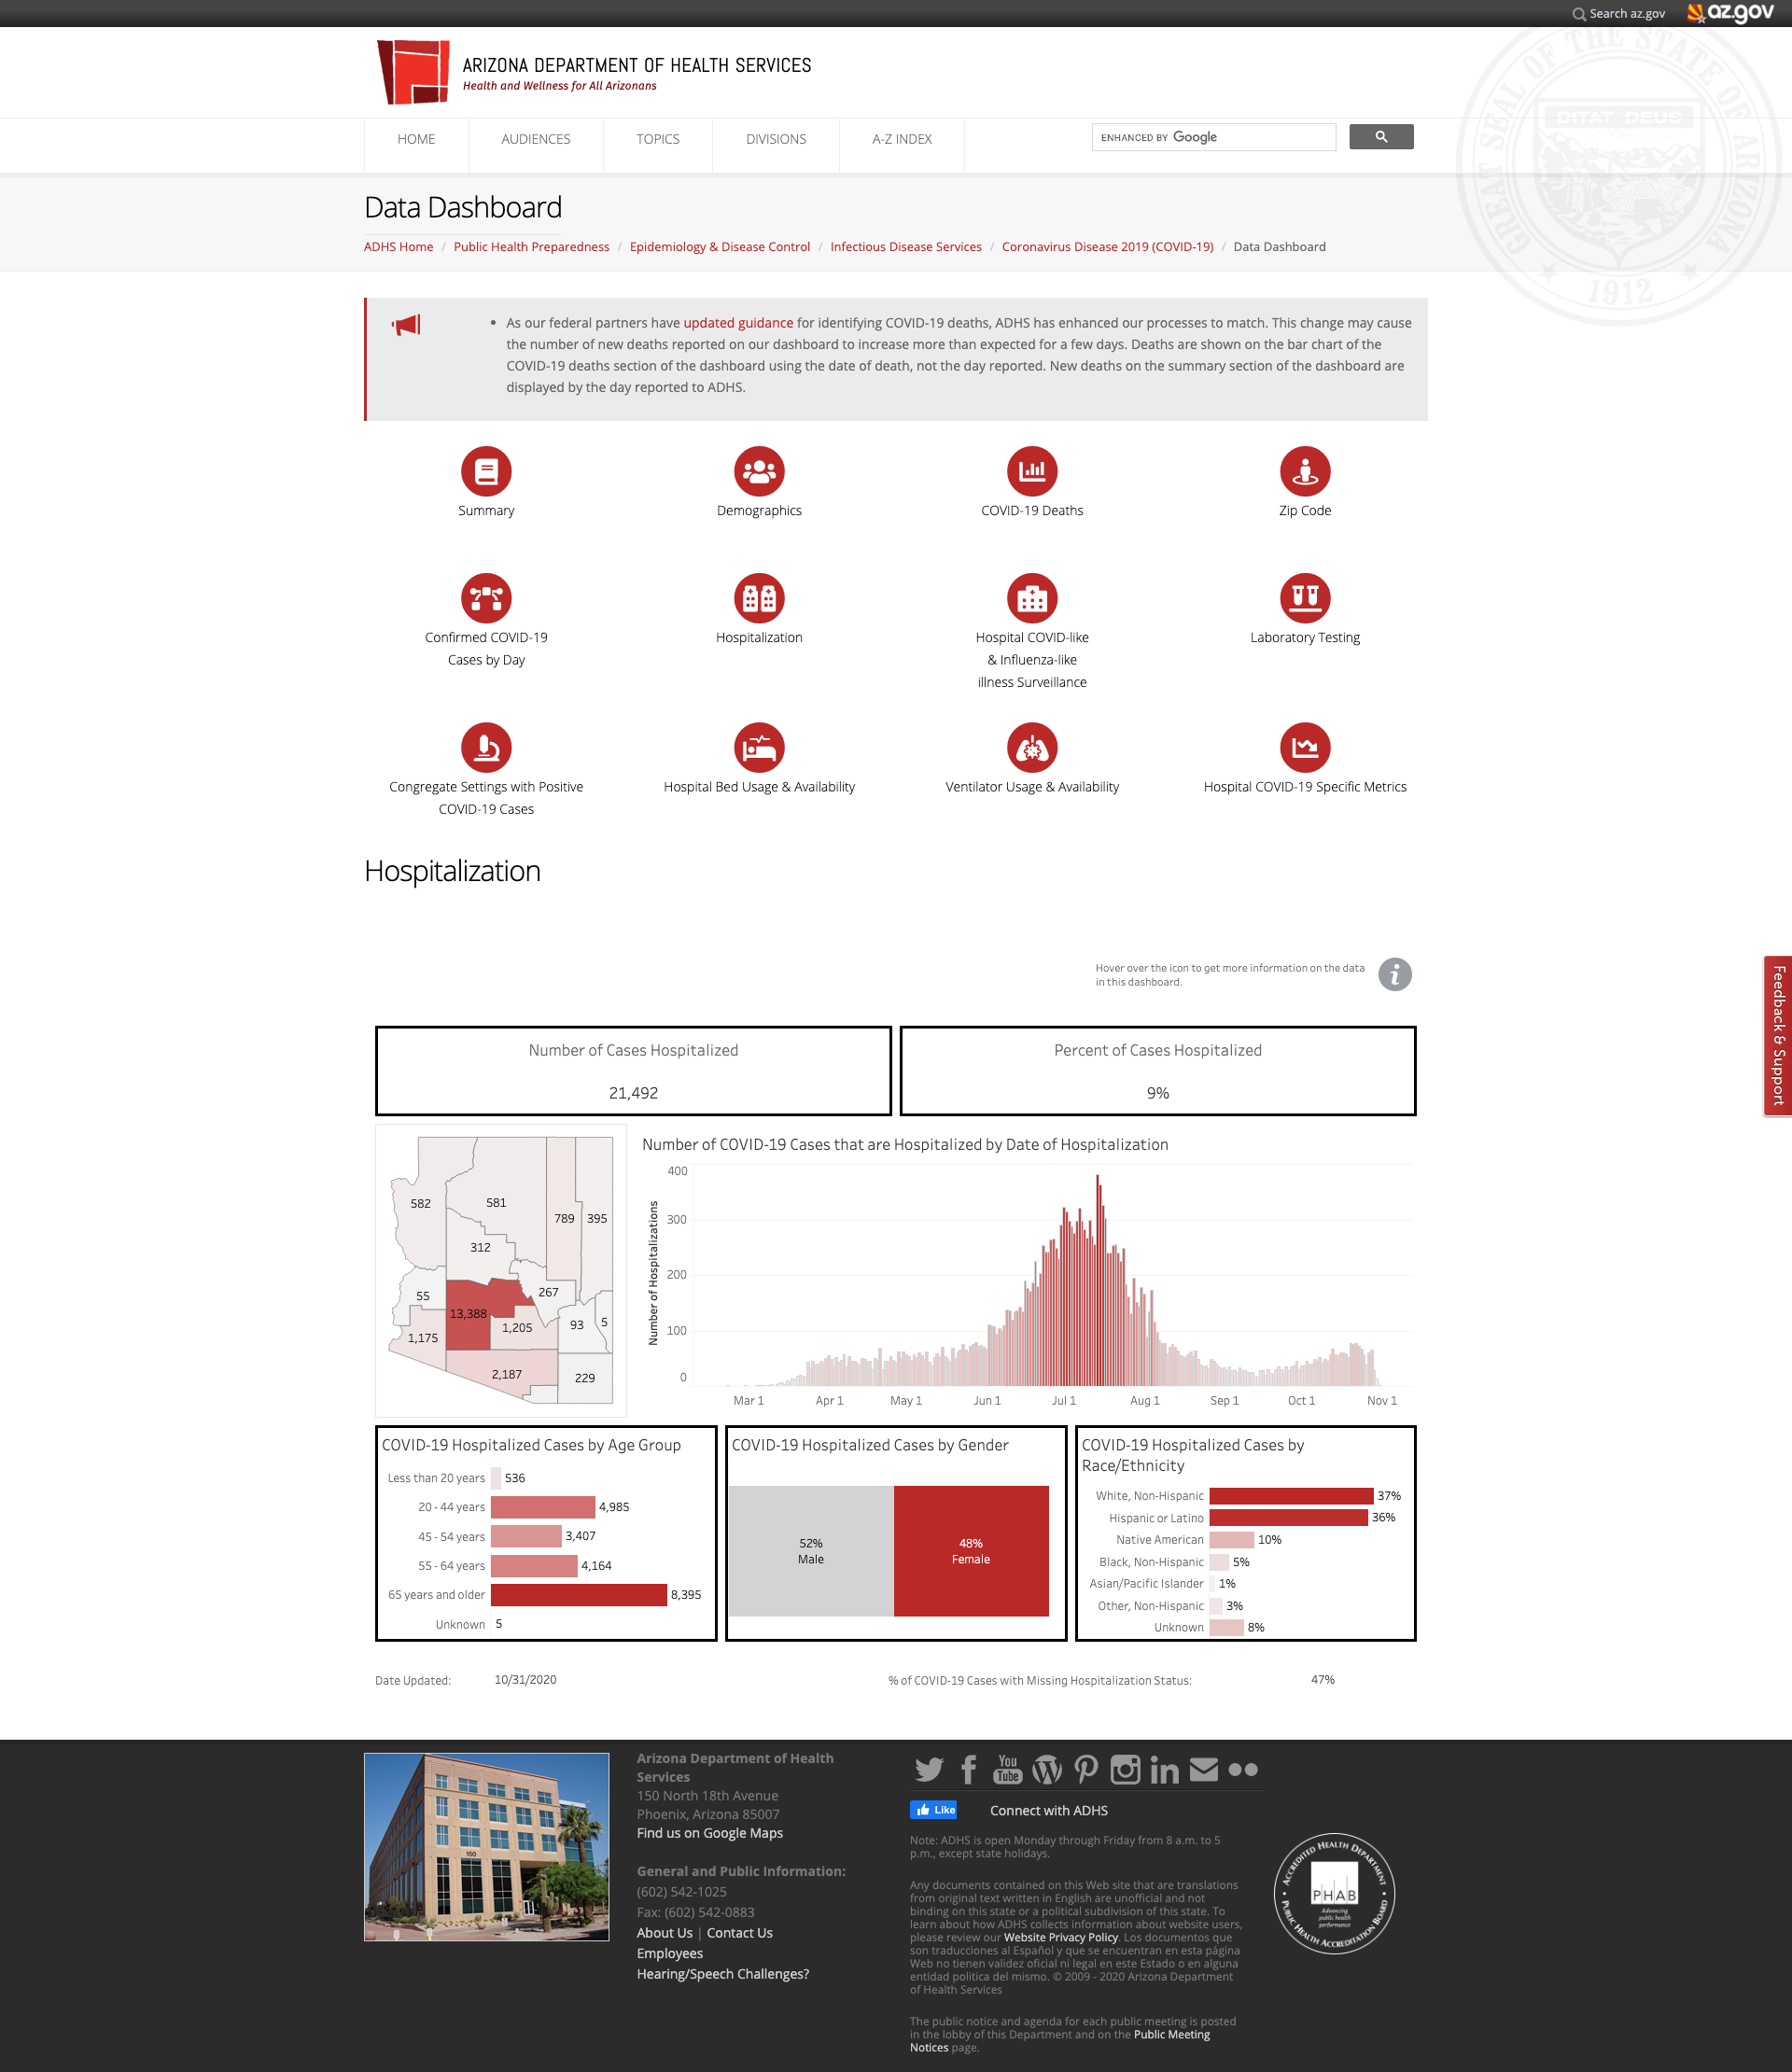 Search az.gov
az.gov
GREAT SEAL OF THE STATE OF ARIZONA
DITAT DEUS
1912
ARIZONA DEPARTMENT OF HEALTH SERVICES
Health and Wellness for All Arizonans
HOME AUDIENCES TOPICS DIVISIONS A-Z INDEX
ENHANCED BY Google
Data Dashboard
ADHS Home / Public Health Preparedness / Epidemiology & Disease Control / Infectious Disease Services / Coronavirus Disease 2019 (COVID-19) / Data Dashboard
• As our federal partners have updated guidance for identifying COVID-19 deaths, ADHS has enhanced our processes to match. This change may cause
the number of new deaths reported on our dashboard to increase more than expected for a few days. Deaths are shown on the bar chart of the
COVID-19 deaths section of the dashboard using the date of death, not the day reported. New deaths on the summary section of the dashboard are
displayed by the day reported to ADHS.
Summary
Demographics
COVID-19 Deaths
Zip Code
Confirmed COVID-19
Cases by Day
Hospitalization
Hospital COVID-like
& Influenza-like
illness Surveillance
Laboratory Testing
Congregate Settings with Positive
COVID-19 Cases
Hospital Bed Usage & Availability
Ventilator Usage & Availability
Hospital COVID-19 Specific Metrics
Hospitalization
Hover over the icon to get more information on the data
in this dashboard.
i
Feedback & Support
Number of Cases Hospitalized
21,492
Percent of Cases Hospitalized
9%
582
581
789
395
312
55
267
13,388
1,205
93
5
1,175
2,187
229
Number of COVID-19 Cases that are Hospitalized by Date of Hospitalization
Number of Hospitalizations
400
300
200
100
0
Mar 1 Apr 1 May 1 Jun 1 Jul 1 Aug 1 Sep 1 Oct 1 Nov 1
COVID-19 Hospitalized Cases by Age Group
Less than 20 years 536
20 - 44 years 4,985
45 - 54 years 3,407
55 - 64 years 4,164
65 years and older 8,395
Unknown 5
COVID-19 Hospitalized Cases by Gender
52%
Male
48%
Female
COVID-19 Hospitalized Cases by
Race/Ethnicity
White, Non-Hispanic 37%
Hispanic or Latino 36%
Native American 10%
Black, Non-Hispanic 5%
Asian/Pacific Islander 1%
Other, Non-Hispanic 3%
Unknown 8%
Date Updated: 10/31/2020
% of COVID-19 Cases with Missing Hospitalization Status: 47%
150
Arizona Department of Health
Services
150 North 18th Avenue
Phoenix, Arizona 85007
Find us on Google Maps
General and Public Information:
(602) 542-1025
Fax: (602) 542-0883
About Us | Contact Us
Employees
Hearing/Speech Challenges?
You
Tube
Like
Connect with ADHS
Note: ADHS is open Monday through Friday from 8 a.m. to 5
p.m., except state holidays.
Any documents contained on this Web site that are translations
from original text written in English are unofficial and not
binding on this state or a political subdivision of this state. To
learn about how ADHS collects information about website users,
please review our Website Privacy Policy. Los documentos que
son traducciones al Español y que se encuentran en esta página
Web no tienen validez oficial ni legal en este Estado o en alguna
entidad politica del mismo. © 2009 - 2020 Arizona Department
of Health Services
The public notice and agenda for each public meeting is posted
in the lobby of this Department and on the Public Meeting
Notices page.
ACCREDITED HEALTH DEPARTMENT
PHAB
Advancing
public health
performance
PUBLIC HEALTH ACCREDITATION BOARD